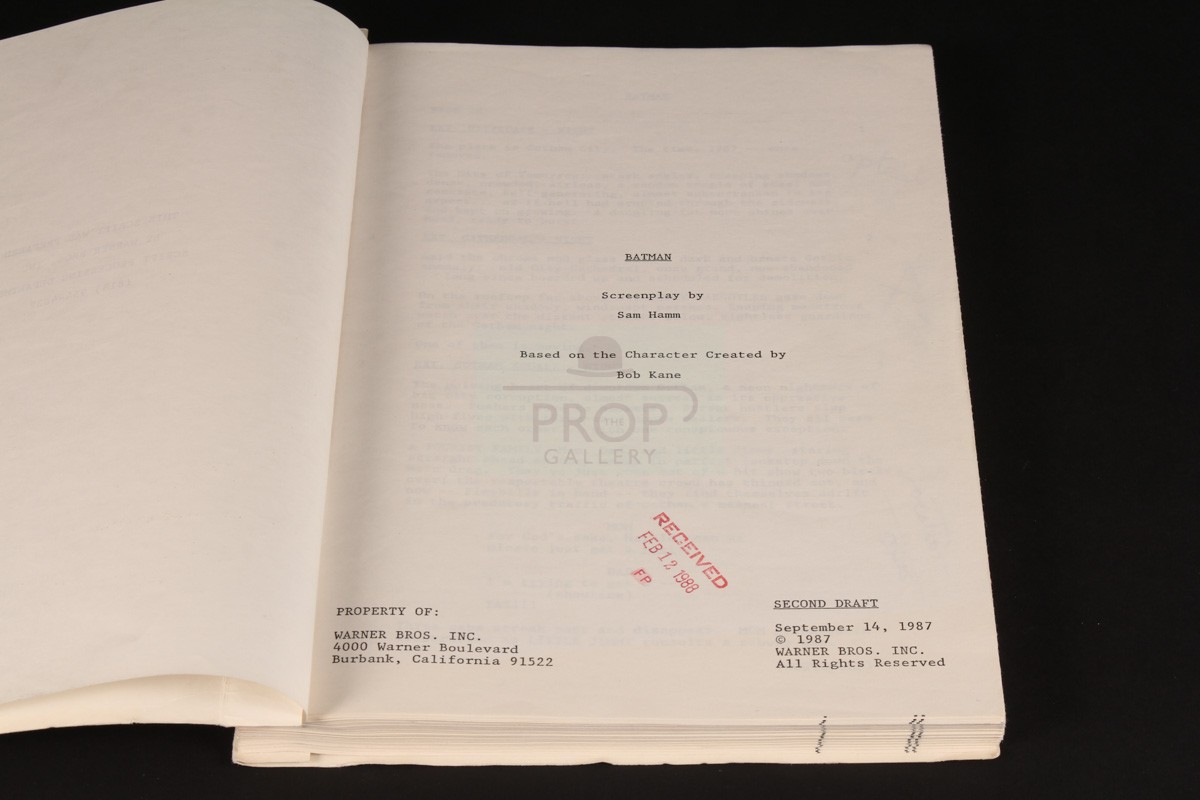 BATMAN
Screenplay by
Sam Hamm
Based on the Character Created by
Bob Kane
THE
PROP
GALLERY
RECEIVED
FEB 12 1988
FP
PROPERTY OF:
WARNER BROS. INC.
4000 Warner Boulevard
Burbank, California 91522
SECOND DRAFT
September 14, 1987
© 1987
WARNER BROS. INC.
All Rights Reserved